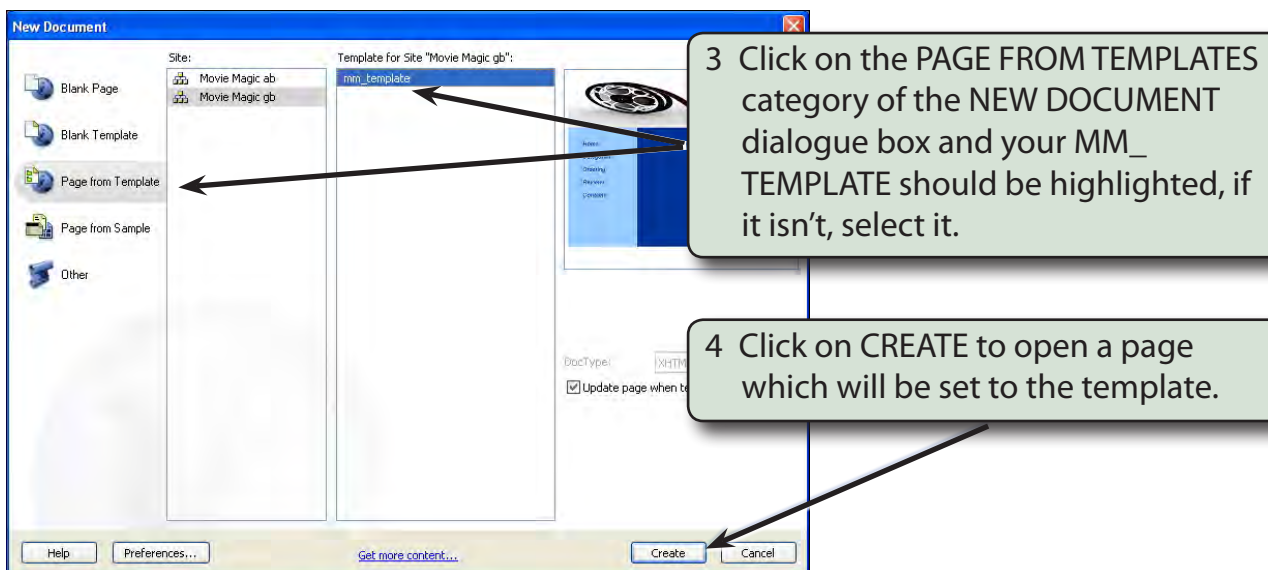 New Document
Site:
Template for Site "Movie Magic gb":
Blank Page
Blank Template
Page from Template
Page from Sample
Other
Movie Magic ab
Movie Magic gb
mm_template
Home
Ordering
Reviews
Contacts
DocType:
Update page when
Help
Preferences...
Get more content...
Create
Cancel
3 Click on the PAGE FROM TEMPLATES
category of the NEW DOCUMENT
dialogue box and your MM_
TEMPLATE should be highlighted, if
it isn't, select it.
4 Click on CREATE to open a page
which will be set to the template.